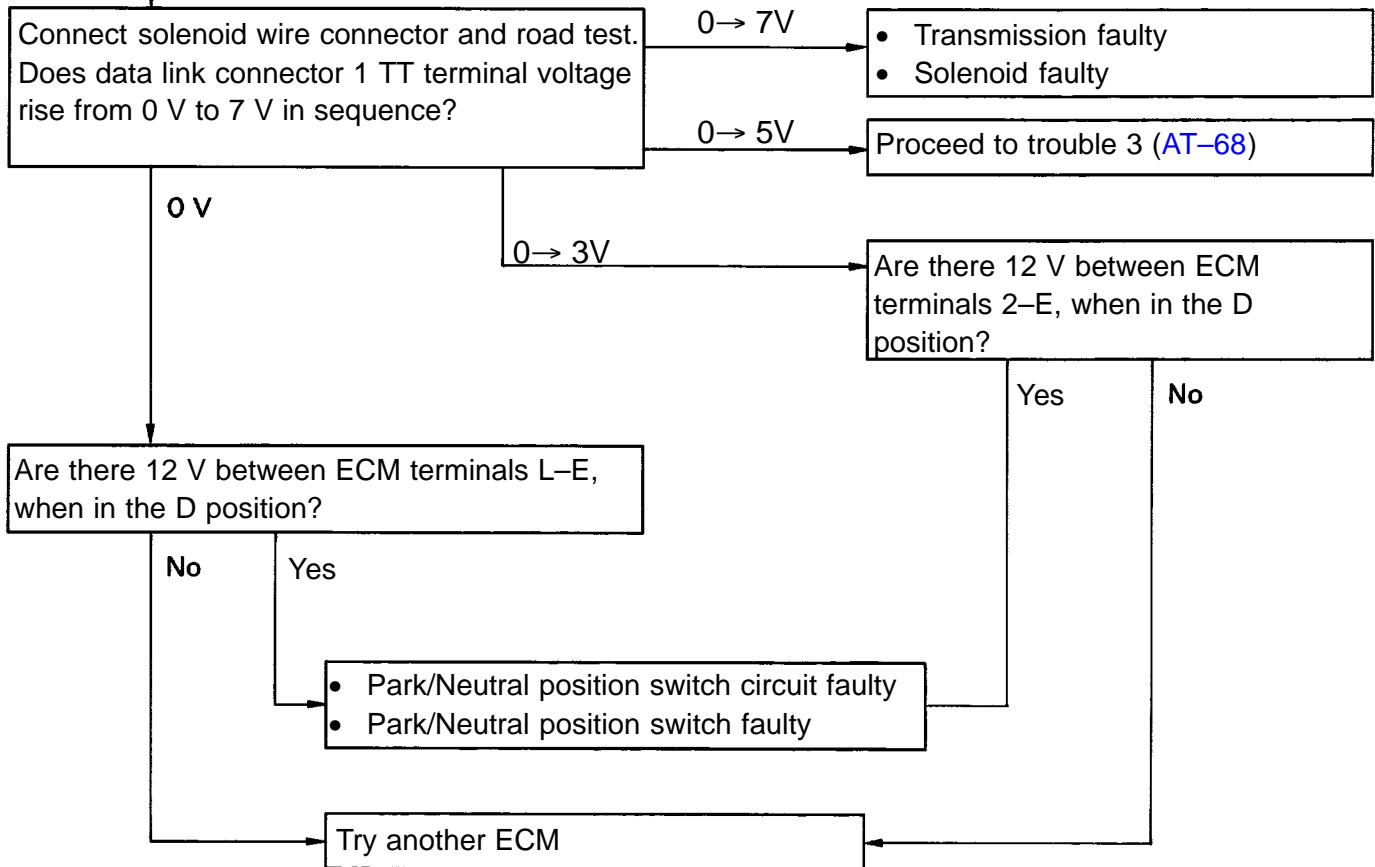 Connect solenoid wire connector and road test.
Does data link connector 1 TT terminal voltage
rise from 0 V to 7 V in sequence?
0→ 7V
• Transmission faulty
• Solenoid faulty
0→ 5V
Proceed to trouble 3 (AT–68)
0 V
0→ 3V
Are there 12 V between ECM
terminals 2–E, when in the D
position?
Yes
No
Are there 12 V between ECM terminals L–E,
when in the D position?
No
Yes
• Park/Neutral position switch circuit faulty
• Park/Neutral position switch faulty
Try another ECM